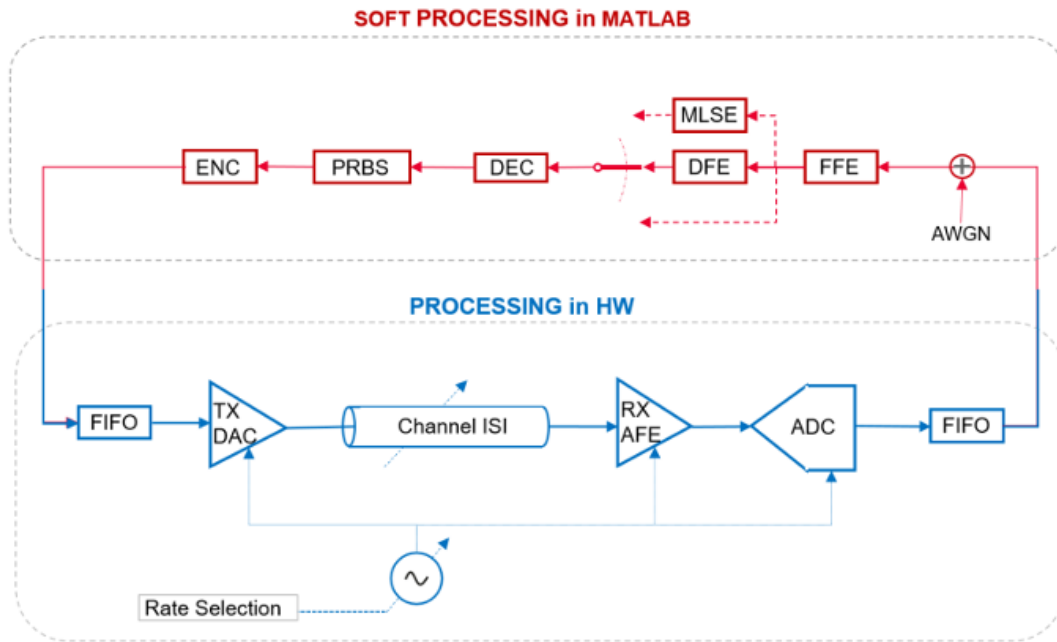 SOFT PROCESSING in MATLAB
MLSE
ENC
PRBS
DEC
DFE
FFE
AWGN
PROCESSING in HW
FIFO
TX
DAC
Channel ISI
RX
AFE
ADC
FIFO
Rate Selection